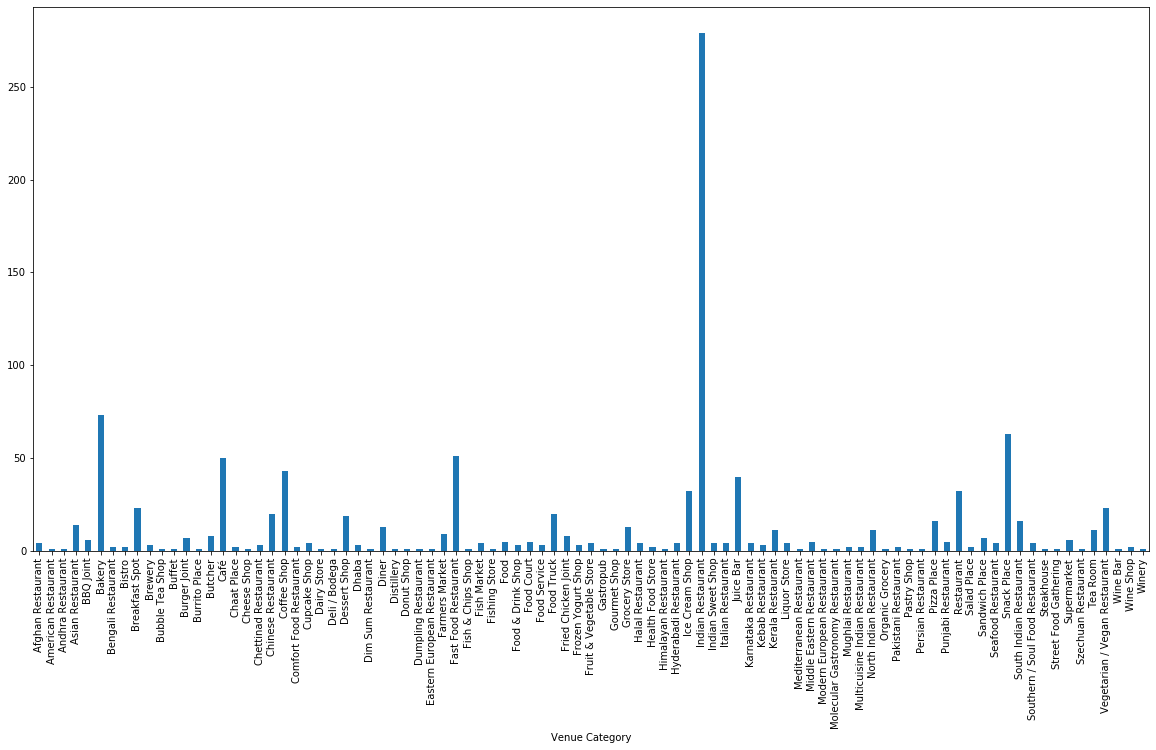 250
200
150
100
50
0
Afghan Restaurant
American Restaurant
Andhra Restaurant
Asian Restaurant
BBQ Joint
Bakery
Bengali Restaurant
Bistro
Breakfast Spot
Brewery
Bubble Tea Shop
Buffet
Burger Joint
Burrito Place
Butcher
Café
Chaat Place
Cheese Shop
Chettinad Restaurant
Chinese Restaurant
Coffee Shop
Comfort Food Restaurant
Cupcake Shop
Dairy Store
Deli / Bodega
Dessert Shop
Dhaba
Dim Sum Restaurant
Diner
Distillery
Donut Shop
Dumpling Restaurant
Eastern European Restaurant
Farmers Market
Fast Food Restaurant
Fish & Chips Shop
Fish Market
Fishing Store
Food
Food & Drink Shop
Food Court
Food Service
Food Truck
Fried Chicken Joint
Frozen Yogurt Shop
Fruit & Vegetable Store
Gastropub
Gourmet Shop
Grocery Store
Halal Restaurant
Health Food Store
Himalayan Restaurant
Hyderabadi Restaurant
Ice Cream Shop
Indian Restaurant
Indian Sweet Shop
Italian Restaurant
Juice Bar
Karnataka Restaurant
Kebab Restaurant
Kerala Restaurant
Liquor Store
Mediterranean Restaurant
Middle Eastern Restaurant
Modern European Restaurant
Molecular Gastronomy Restaurant
Mughlai Restaurant
Multicuisine Indian Restaurant
North Indian Restaurant
Organic Grocery
Pakistani Restaurant
Pastry Shop
Persian Restaurant
Pizza Place
Punjabi Restaurant
Restaurant
Salad Place
Sandwich Place
Seafood Restaurant
Snack Place
South Indian Restaurant
Southern / Soul Food Restaurant
Steakhouse
Street Food Gathering
Supermarket
Szechuan Restaurant
Tea Room
Vegetarian / Vegan Restaurant
Wine Bar
Wine Shop
Winery
Venue Category